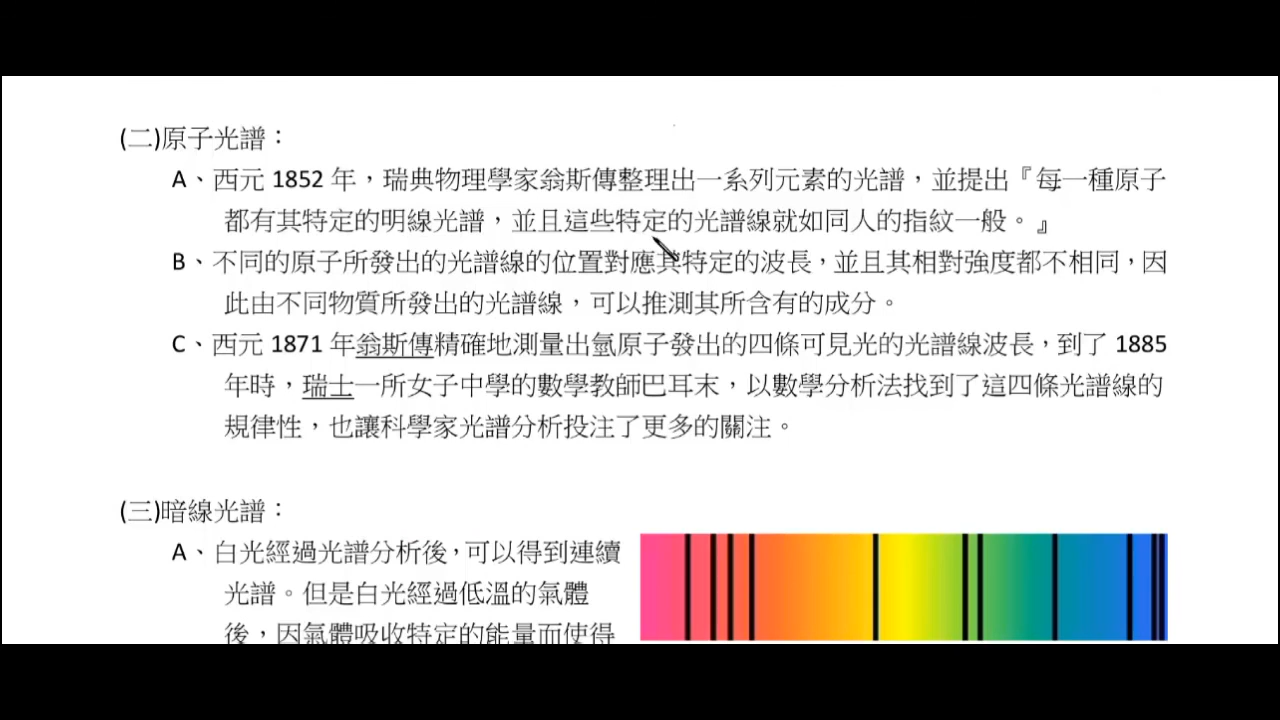 (二)原子光譜：
A、西元 1852 年，瑞典物理學家翁斯傳整理出一系列元素的光譜，並提出『每一種原子
都有其特定的明線光譜，並且這些特定的光譜線就如同人的指紋一般。』
B、不同的原子所發出的光譜線的位置對應其特定的波長，並且其相對強度都不相同，因
此由不同物質所發出的光譜線，可以推測其所含有的成分。
C、西元 1871 年翁斯傳精確地測量出氫原子發出的四條可見光的光譜線波長，到了 1885
年時，瑞士一所女子中學的數學教師巴耳末，以數學分析法找到了這四條光譜線的
規律性，也讓科學家光譜分析投注了更多的關注。
(三)暗線光譜：
A、白光經過光譜分析後，可以得到連續
光譜。但是白光經過低溫的氣體
後，因氣體吸收特定的能量而使得